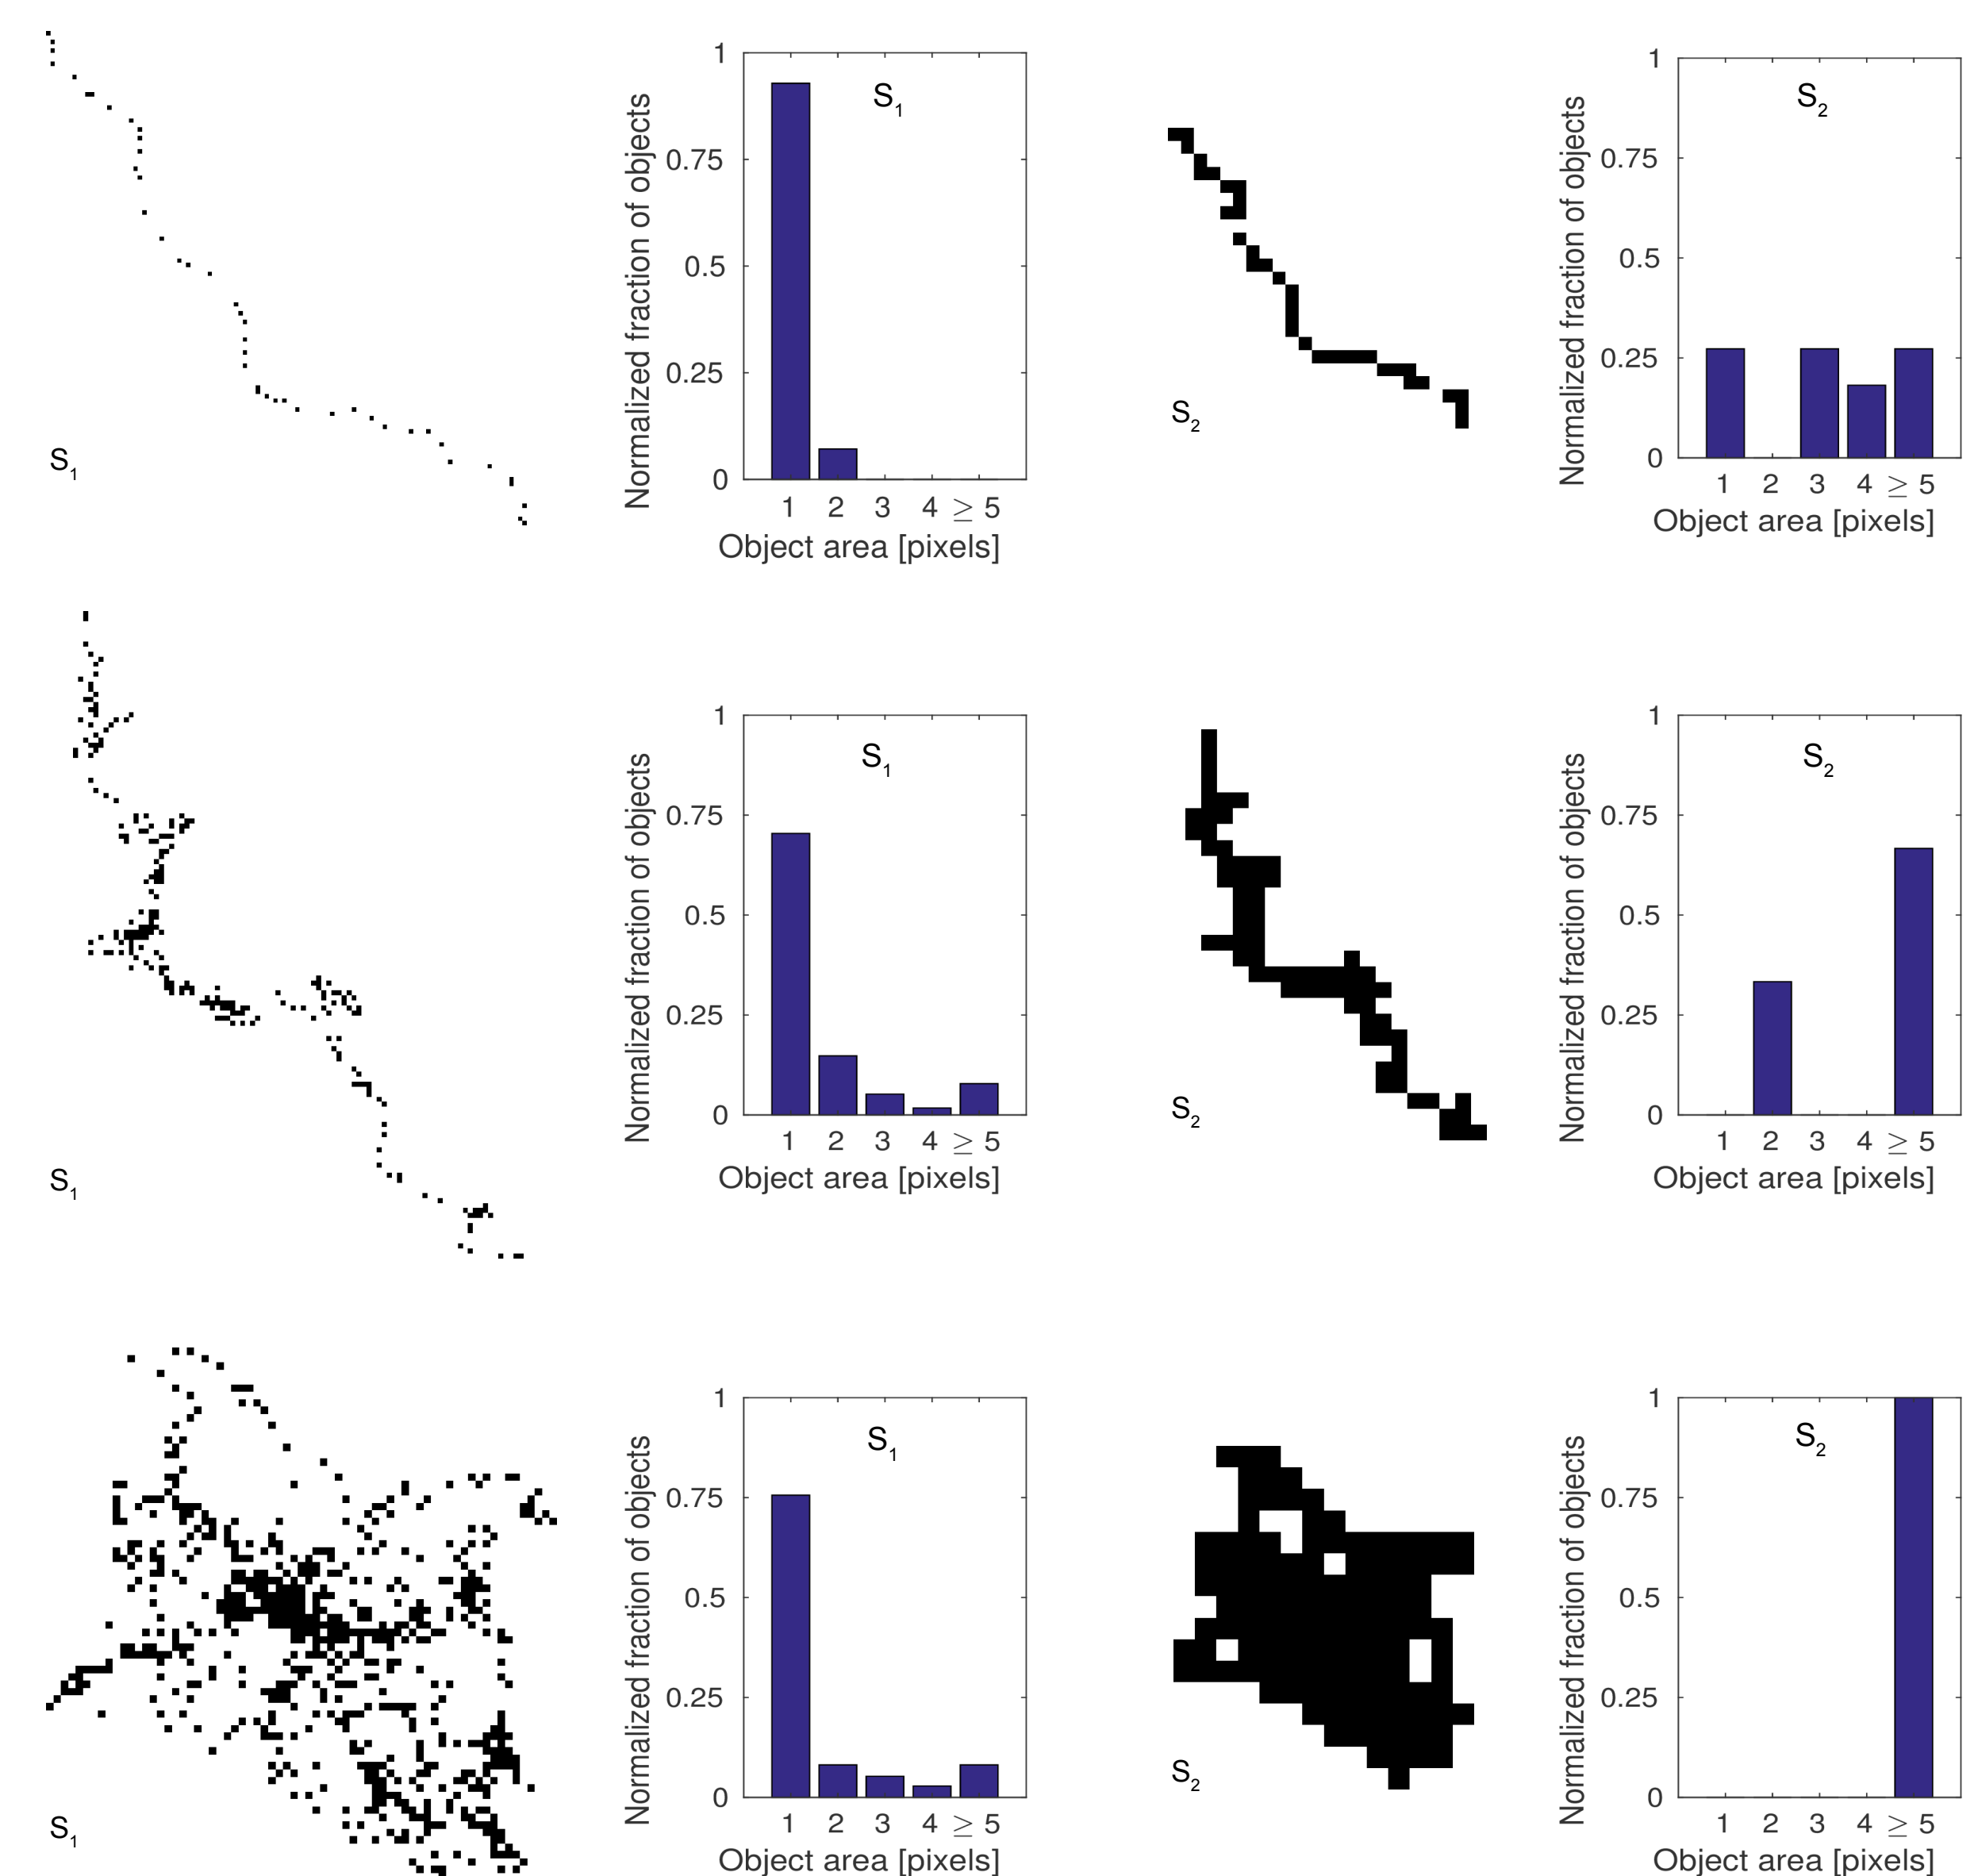 S1
Normalized fraction of objects
1
0.75
0.5
0.25
0
S1
1 2 3 4 ≥ 5
Object area [pixels]
S2
Normalized fraction of objects
1
0.75
0.5
0.25
0
S2
1 2 3 4 ≥ 5
Object area [pixels]
S1
Normalized fraction of objects
1
0.75
0.5
0.25
0
S1
1 2 3 4 ≥ 5
Object area [pixels]
S2
Normalized fraction of objects
1
0.75
0.5
0.25
0
S2
1 2 3 4 ≥ 5
Object area [pixels]
S1
Normalized fraction of objects
1
0.75
0.5
0.25
0
S1
1 2 3 4 ≥ 5
Object area [pixels]
S2
Normalized fraction of objects
1
0.75
0.5
0.25
0
S2
1 2 3 4 ≥ 5
Object area [pixels]